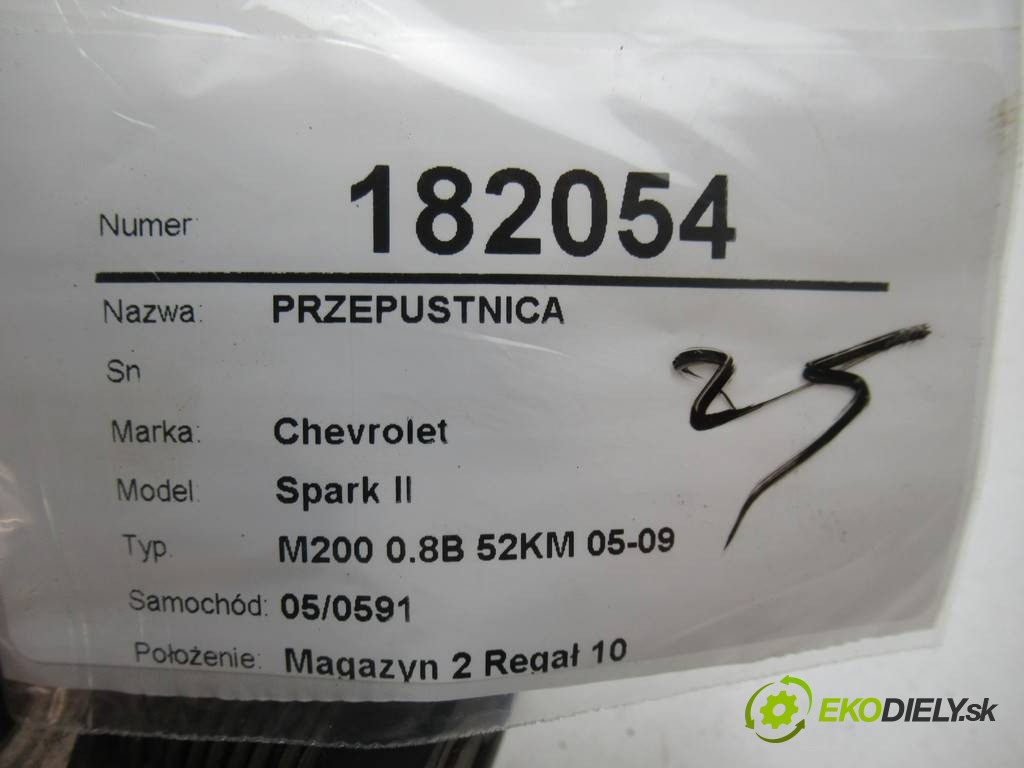 Numer: 182054
Nazwa: PRZEPUSTNICA
Sn
25
Marka: Chevrolet
Model: Spark II
Typ: M200 0.8B 52KM 05-09
Samochód: 05/0591
Położenie: Magazyn 2 Regał 10
EKODIELY.sk